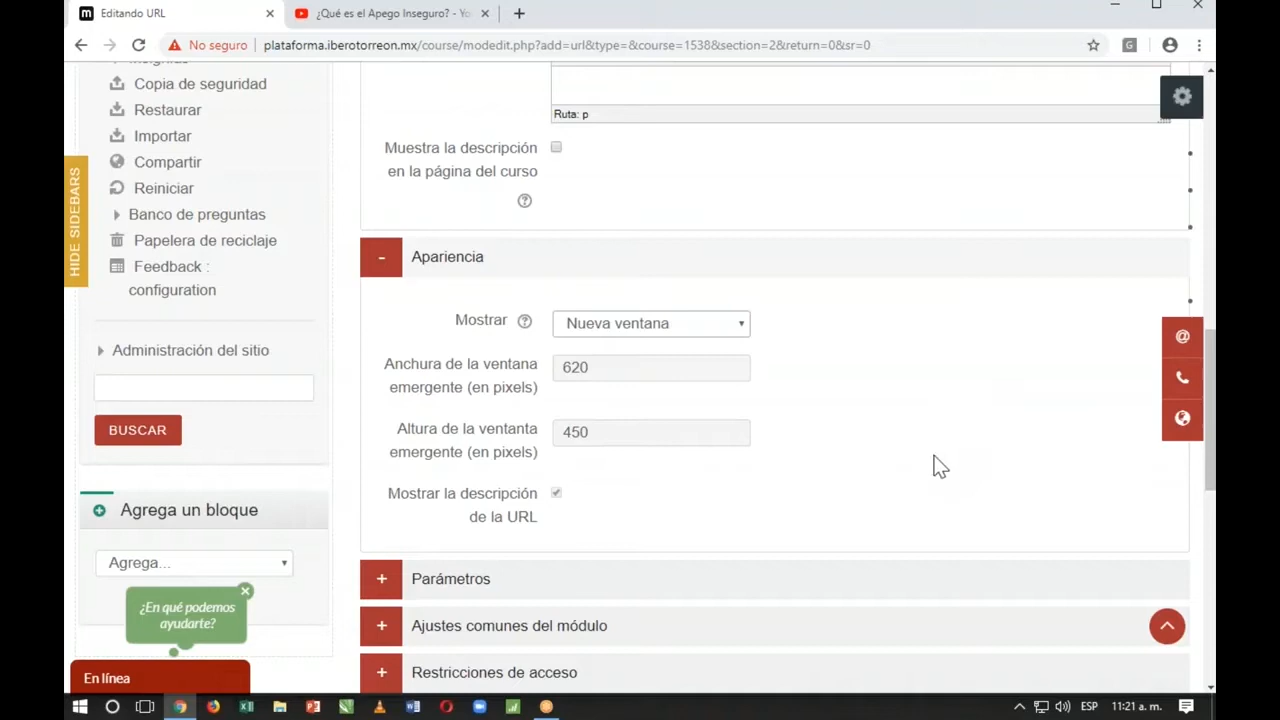 Editando URL
¿Qué es el Apego Inseguro? - Yo
No seguro
plataforma.iberotorreon.mx/course/modedit.php?add=url&type=&course=1538&section=2&return=0&sr=0
Copia de seguridad
Restaurar
Importar
Compartir
Reiniciar
Banco de preguntas
Papelera de reciclaje
Feedback :
configuration
HIDE SIDEBARS
Administración del sitio
BUSCAR
Agrega un bloque
Agrega...
¿En qué podemos
ayudarte?
En línea
Ruta: p
Muestra la descripción
en la página del curso
- Apariencia
Mostrar
Nueva ventana
Anchura de la ventana
emergente (en pixels)
620
Altura de la ventanta
emergente (en pixels)
450
Mostrar la descripción
de la URL
+ Parámetros
+ Ajustes comunes del módulo
+ Restricciones de acceso
ESP
11:21 a. m.